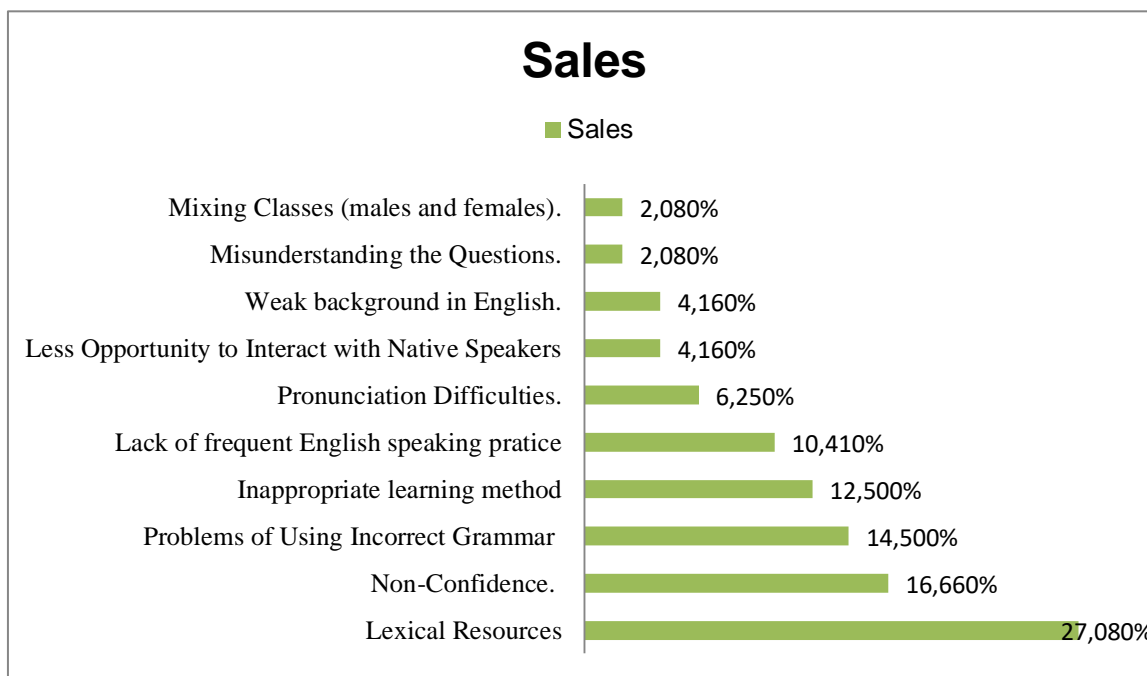 Sales
Sales
Mixing Classes (males and females). 2,080%
Misunderstanding the Questions. 2,080%
Weak background in English. 4,160%
Less Opportunity to Interact with Native Speakers 4,160%
Pronunciation Difficulties. 6,250%
Lack of frequent English speaking pratice 10,410%
Inappropriate learning method 12,500%
Problems of Using Incorrect Grammar 14,500%
Non-Confidence. 16,660%
Lexical Resources 27,080%